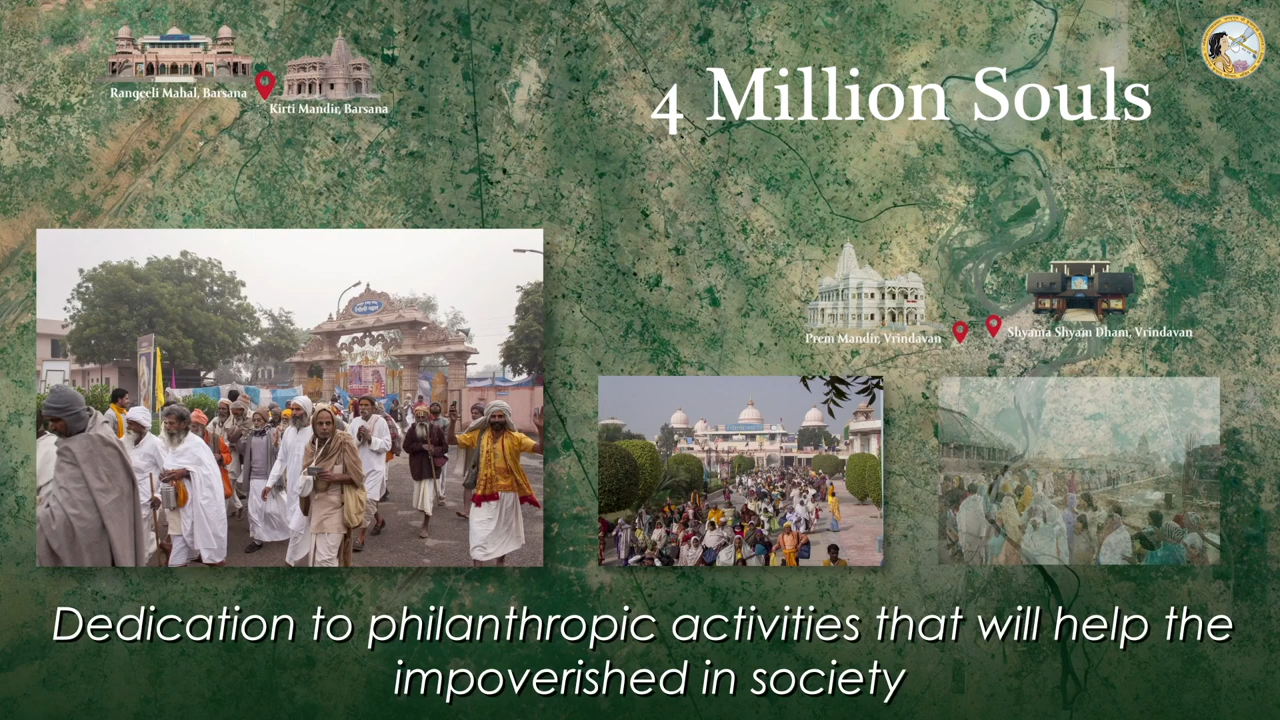 Rangeeli Mahal, Barsana
Kirti Mandir, Barsana
4 Million Souls
Prem Mandir, Vrindavan
Shyama Shyam Dham, Vrindavan
Dedication to philanthropic activities that will help the
impoverished in society